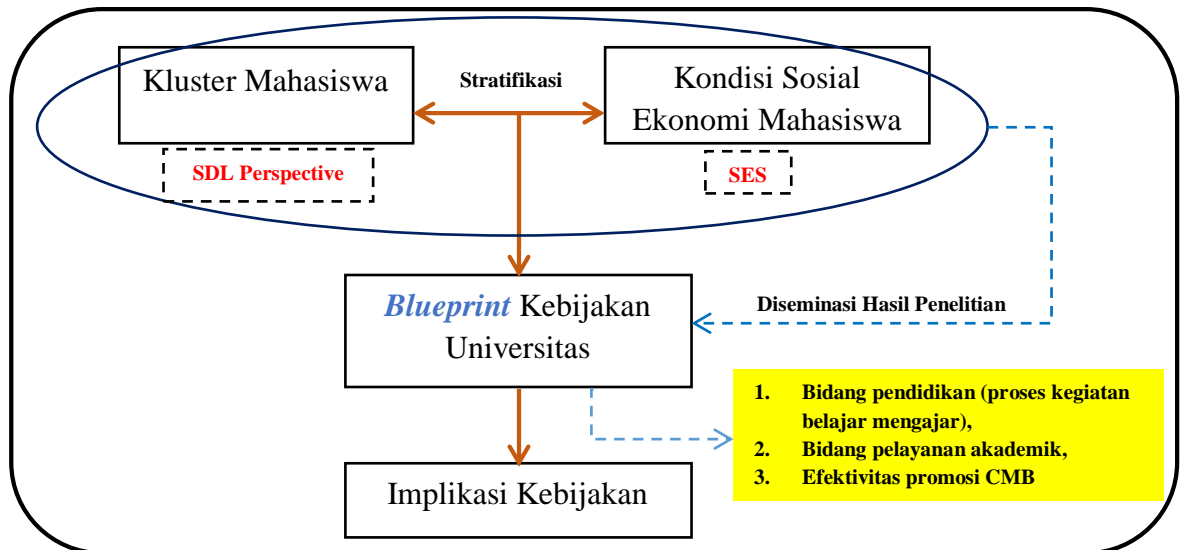 Kluster Mahasiswa
Stratifikasi
Kondisi Sosial
Ekonomi Mahasiswa
SDL Perspective
SES
Blueprint Kebijakan
Universitas
Diseminasi Hasil Penelitian
1. Bidang pendidikan (proses kegiatan
belajar mengajar),
2. Bidang pelayanan akademik,
3. Efektivitas promosi CMB
Implikasi Kebijakan